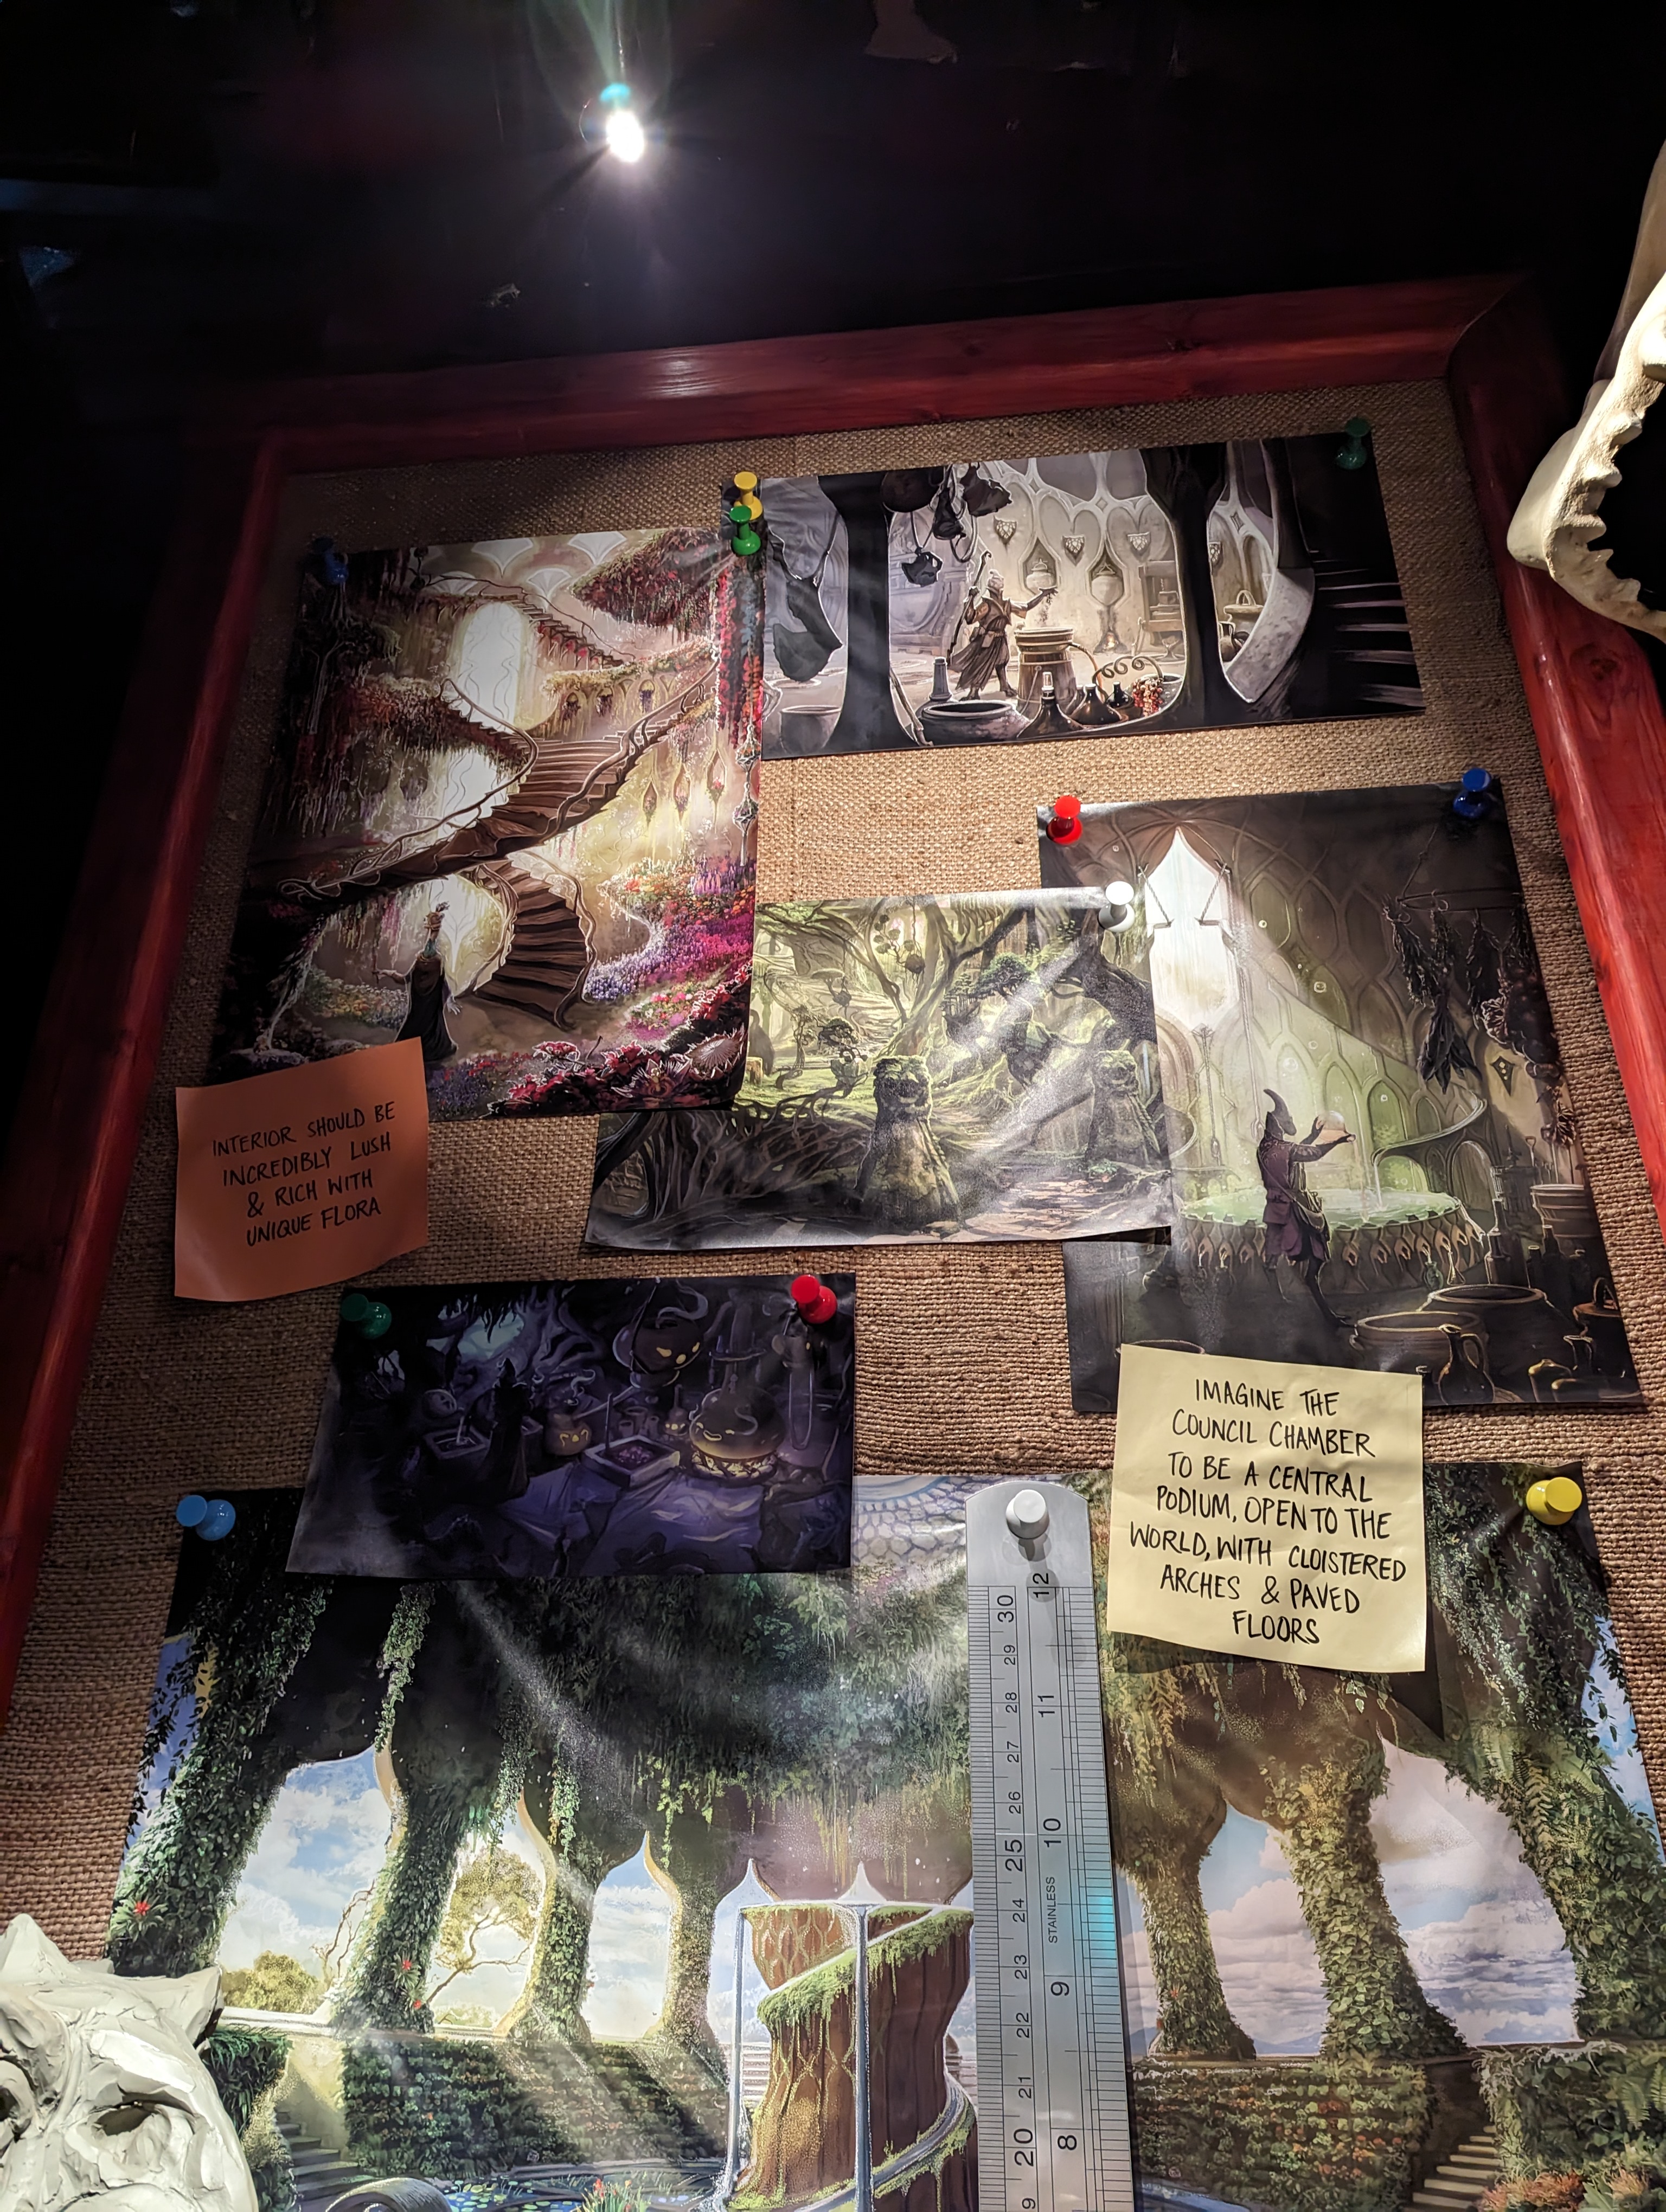 INTERIOR SHOULD BE
INCREDIBLY LUSH
& RICH WITH
UNIQUE FLORA
IMAGINE THE
COUNCIL CHAMBER
TO BE A CENTRAL
PODIUM, OPEN TO THE
WORLD, WITH CLOISTERED
ARCHES & PAVED
FLOORS
12
30
29
28
11
27
26
10
25
24
STAINLESS
23
9
22
21
8
20
9